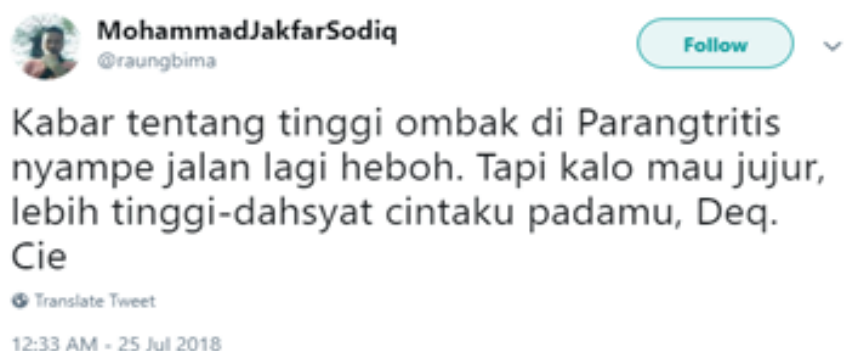 MohammadJakfarSodiq
@raungbima
Follow
Kabar tentang tinggi ombak di Parangtritis
nyampe jalan lagi heboh. Tapi kalo mau jujur,
lebih tinggi-dahsyat cintaku padamu, Deq.
Cie
Translate Tweet
12:33 AM - 25 Jul 2018